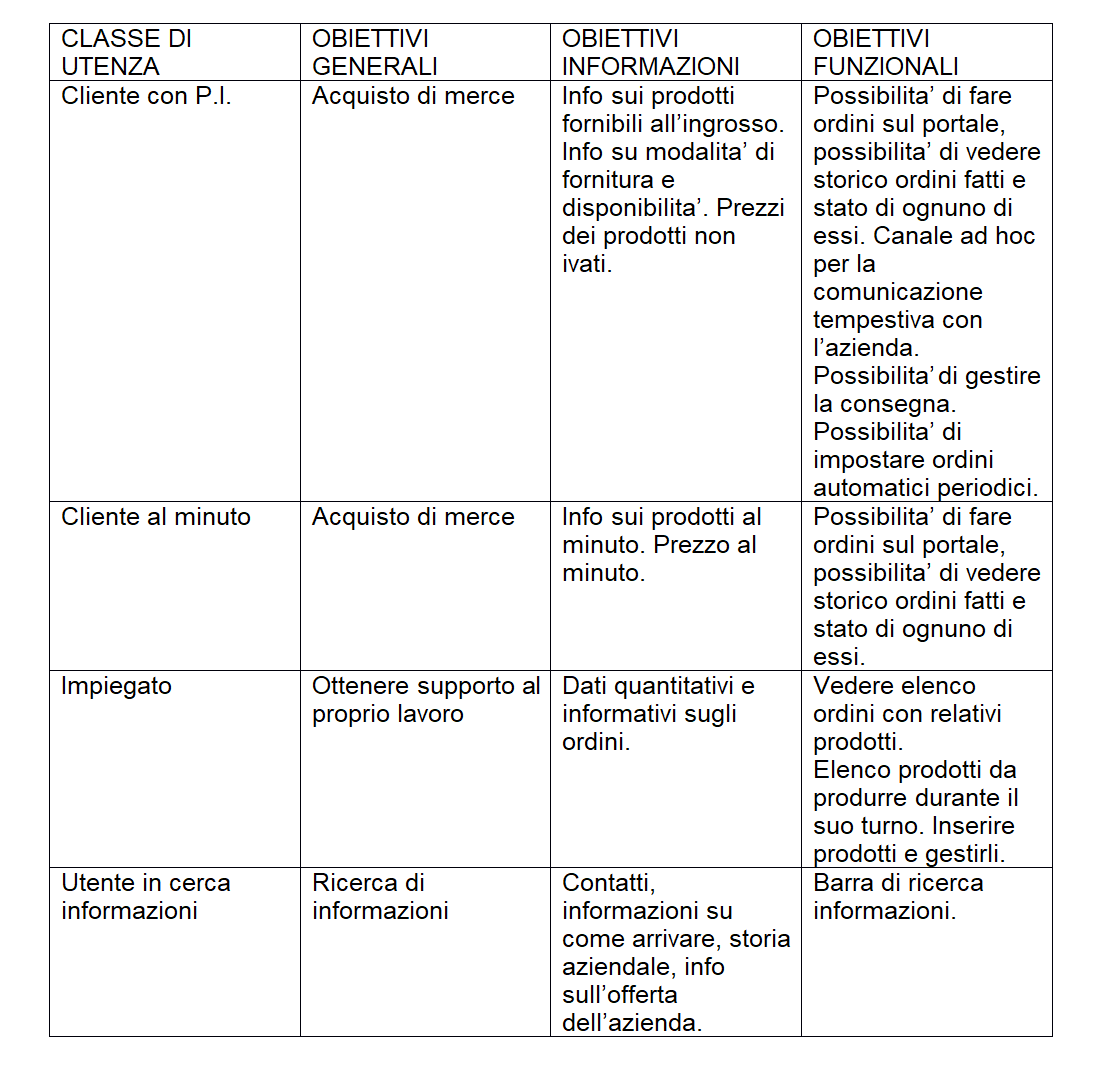 CLASSE DI
UTENZA
OBIETTIVI
GENERALI
OBIETTIVI
INFORMAZIONI
OBIETTIVI
FUNZIONALI
Cliente con P.I.
Acquisto di merce
Info sui prodotti
fornibili all’ingrosso.
Info su modalita’ di
fornitura e
disponibilita’. Prezzi
dei prodotti non
ivati.
Possibilita’ di fare
ordini sul portale,
possibilita’ di vedere
storico ordini fatti e
stato di ognuno di
essi. Canale ad hoc
per la
comunicazione
tempestiva con
l’azienda.
Possibilita’ di gestire
la consegna.
Possibilita’ di
impostare ordini
automatici periodici.
Cliente al minuto
Acquisto di merce
Info sui prodotti al
minuto. Prezzo al
minuto.
Possibilita’ di fare
ordini sul portale,
possibilita’ di vedere
storico ordini fatti e
stato di ognuno di
essi.
Impiegato
Ottenere supporto al
proprio lavoro
Dati quantitativi e
informativi sugli
ordini.
Vedere elenco
ordini con relativi
prodotti.
Elenco prodotti da
produrre durante il
suo turno. Inserire
prodotti e gestirli.
Utente in cerca
informazioni
Ricerca di
informazioni
Contatti,
informazioni su
come arrivare, storia
aziendale, info
sull’offerta
dell’azienda.
Barra di ricerca
informazioni.